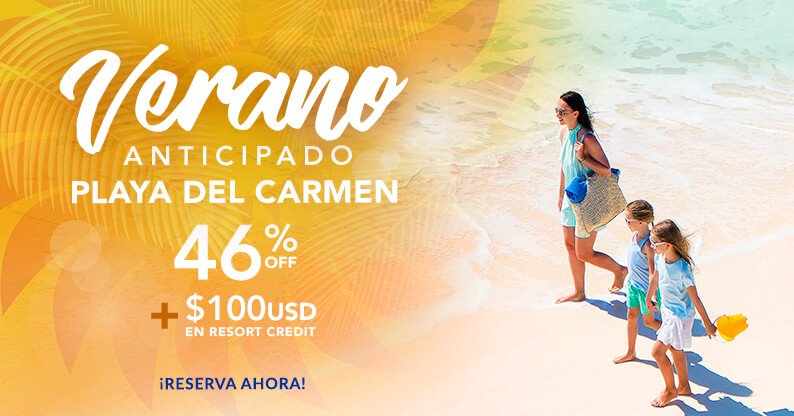 Verano
ANTICIPADO
PLAYA DEL CARMEN
46% OFF
+ $100USD
EN RESORT CREDIT
¡RESERVA AHORA!